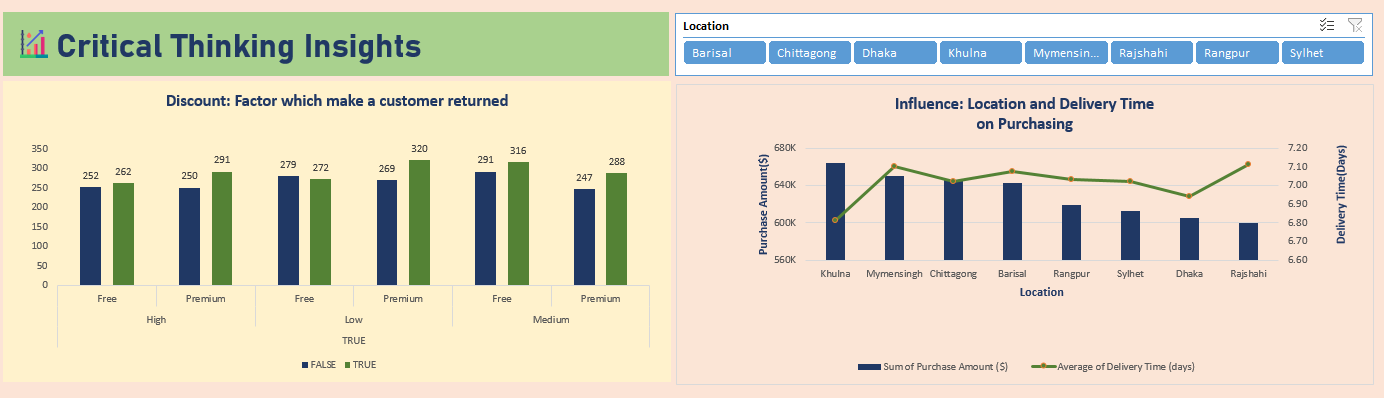 Critical Thinking Insights
Location
Barisal Chittagong Dhaka Khulna Mymensin... Rajshahi Rangpur Sylhet
Discount: Factor which make a customer returned
350
300
250
200
150
100
50
0
252 262 250 291 279 272 269 320 291 316 247 288
Free Premium Free Premium Free Premium
High Low Medium
TRUE
FALSE TRUE
Influence: Location and Delivery Time
on Purchasing
Purchase Amount($)
680K
640K
600K
560K
7.20
7.10
7.00
6.90
6.80
6.70
6.60
Delivery Time(Days)
Khulna Mymensingh Chittagong Barisal Rangpur Sylhet Dhaka Rajshahi
Location
Sum of Purchase Amount ($) Average of Delivery Time (days)